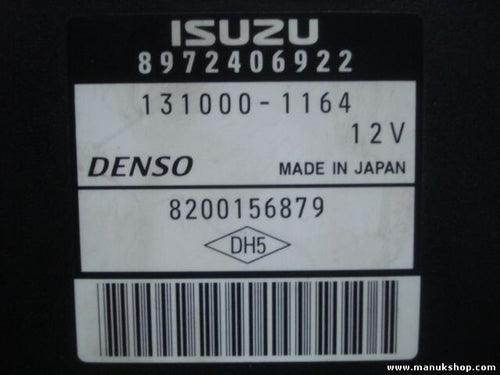 ISUZU
8972406922
131000-1164
12V
DENSO MADE IN JAPAN
8200156879
DH5
www.manukshop.com